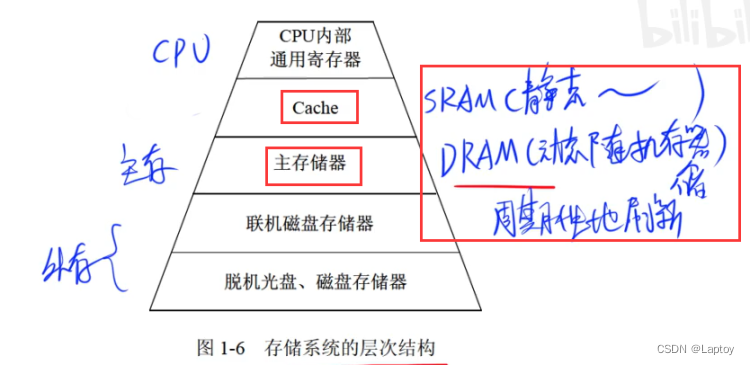 bilibili
CPU
CPU内部
通用寄存器
Cache
SRAM(静态~)
主存
主存储器
DRAM(动态随机存储器)
周期性地刷新
联机磁盘存储器
外存
脱机光盘、磁盘存储器
图 1-6 存储系统的层次结构
CSDN @Laptoy